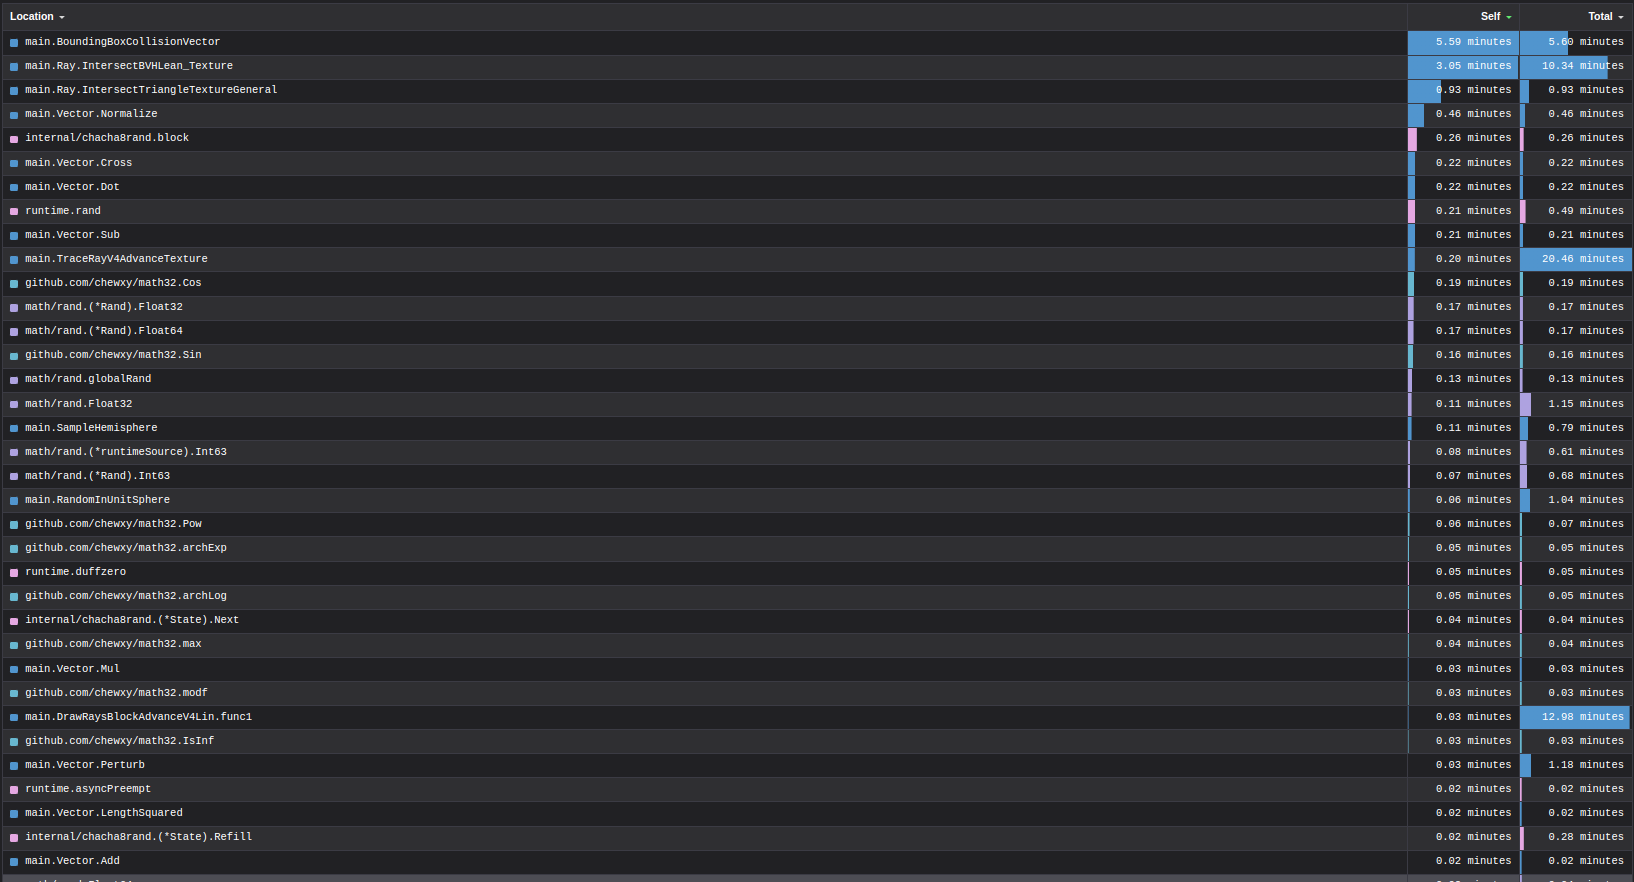 Location Self Total
main.BoundingBoxCollisionVector 5.59 minutes 5.60 minutes
main.Ray.IntersectBVHLean_Texture 3.05 minutes 10.34 minutes
main.Ray.IntersectTriangleTextureGeneral 0.93 minutes 0.93 minutes
main.Vector.Normalize 0.46 minutes 0.46 minutes
internal/chacha8rand.block 0.26 minutes 0.26 minutes
main.Vector.Cross 0.22 minutes 0.22 minutes
main.Vector.Dot 0.22 minutes 0.22 minutes
runtime.rand 0.21 minutes 0.49 minutes
main.Vector.Sub 0.21 minutes 0.21 minutes
main.TraceRayV4AdvanceTexture 0.20 minutes 20.46 minutes
github.com/chewxy/math32.Cos 0.19 minutes 0.19 minutes
math/rand.(*Rand).Float32 0.17 minutes 0.17 minutes
math/rand.(*Rand).Float64 0.17 minutes 0.17 minutes
github.com/chewxy/math32.Sin 0.16 minutes 0.16 minutes
math/rand.globalRand 0.13 minutes 0.13 minutes
math/rand.Float32 0.11 minutes 1.15 minutes
main.SampleHemisphere 0.11 minutes 0.79 minutes
math/rand.(*runtimeSource).Int63 0.08 minutes 0.61 minutes
math/rand.(*Rand).Int63 0.07 minutes 0.68 minutes
main.RandomInUnitSphere 0.06 minutes 1.04 minutes
github.com/chewxy/math32.Pow 0.06 minutes 0.07 minutes
github.com/chewxy/math32.archExp 0.05 minutes 0.05 minutes
runtime.duffzero 0.05 minutes 0.05 minutes
github.com/chewxy/math32.archLog 0.05 minutes 0.05 minutes
internal/chacha8rand.(*State).Next 0.04 minutes 0.04 minutes
github.com/chewxy/math32.max 0.04 minutes 0.04 minutes
main.Vector.Mul 0.03 minutes 0.03 minutes
github.com/chewxy/math32.modf 0.03 minutes 0.03 minutes
main.DrawRaysBlockAdvanceV4Lin.func1 0.03 minutes 12.98 minutes
github.com/chewxy/math32.IsInf 0.03 minutes 0.03 minutes
main.Vector.Perturb 0.03 minutes 1.18 minutes
runtime.asyncPreempt 0.02 minutes 0.02 minutes
main.Vector.LengthSquared 0.02 minutes 0.02 minutes
internal/chacha8rand.(*State).Refill 0.02 minutes 0.28 minutes
main.Vector.Add 0.02 minutes 0.02 minutes